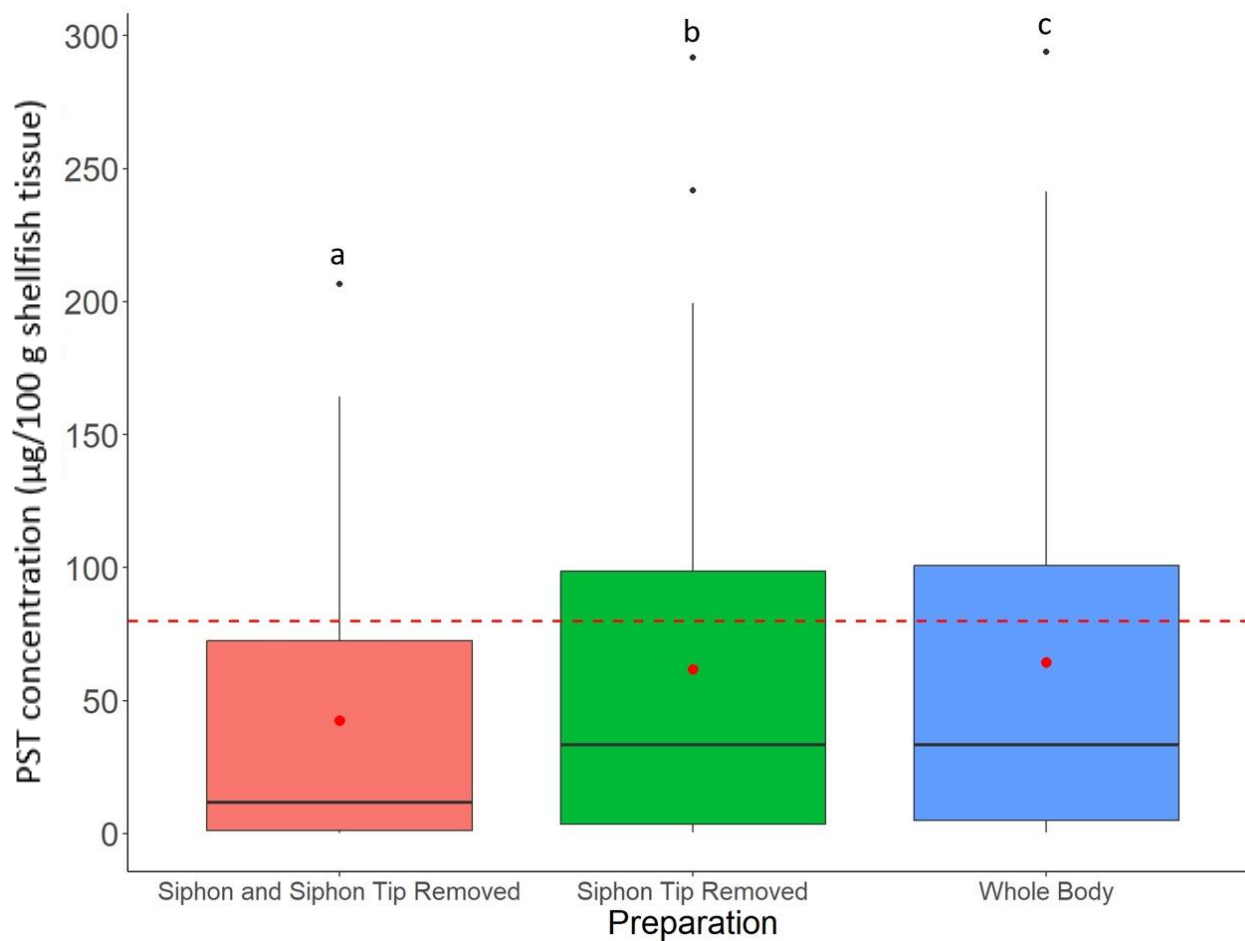 PST concentration (µg/100 g shellfish tissue)
300
250
200
150
100
50
0
a
b
c
Siphon and Siphon Tip Removed
Siphon Tip Removed
Whole Body
Preparation